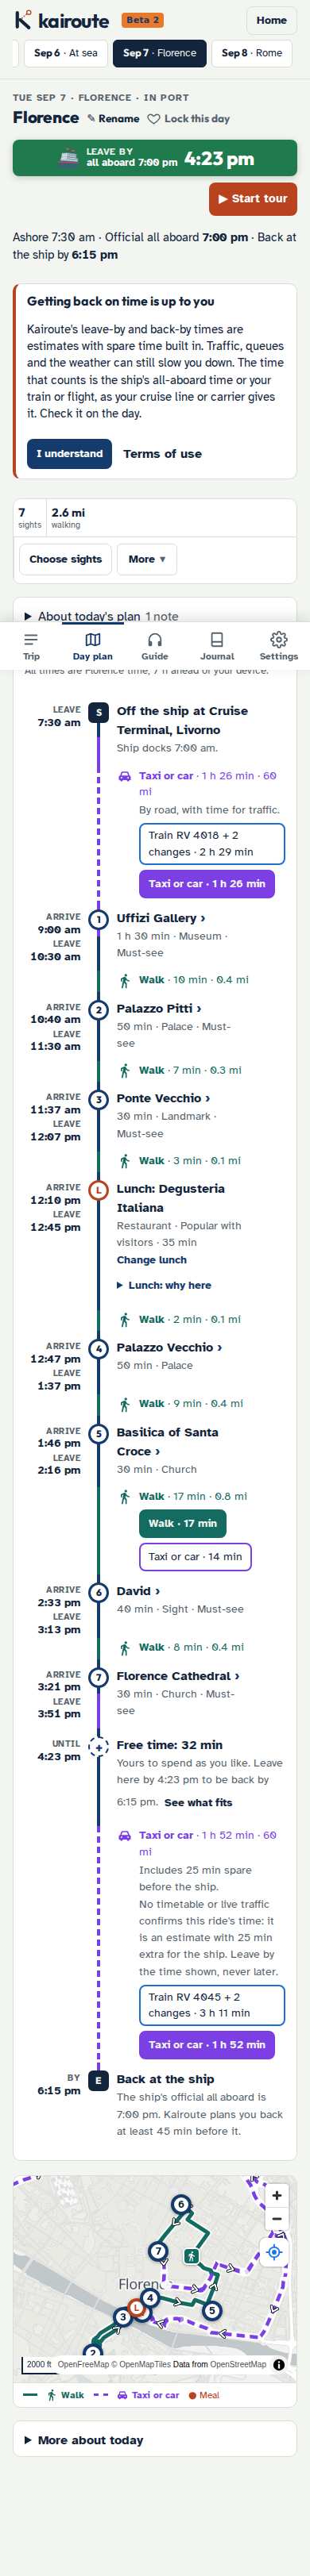 kairoute Beta 2 Home
Sep 6 · At sea Sep 7 · Florence Sep 8 · Rome
TUE SEP 7 · FLORENCE · IN PORT
Florence ✎ Rename Lock this day
LEAVE BY
all aboard 7:00 pm 4:23 pm
▶ Start tour
Ashore 7:30 am · Official all aboard 7:00 pm · Back at
the ship by 6:15 pm
Getting back on time is up to you
Kairoute's leave-by and back-by times are
estimates with spare time built in. Traffic, queues
and the weather can still slow you down. The time
that counts is the ship's all-aboard time or your
train or flight, as your cruise line or carrier gives
it. Check it on the day.
I understand Terms of use
7 2.6 mi
sights walking
Choose sights More ▼
▶ About today's plan 1 note
Trip Day plan Guide Journal Settings
All times are Florence time, 7 h ahead of your device.
LEAVE
7:30 am
S
Off the ship at Cruise
Terminal, Livorno
Ship docks 7:00 am.
Taxi or car · 1 h 26 min · 60
mi
By road, with time for traffic.
Train RV 4018 + 2
changes · 2 h 29 min
Taxi or car · 1 h 26 min
ARRIVE
9:00 am
LEAVE
10:30 am
1
Uffizi Gallery ›
1 h 30 min · Museum ·
Must-see
Walk · 10 min · 0.4 mi
ARRIVE
10:40 am
LEAVE
11:30 am
2
Palazzo Pitti ›
50 min · Palace · Must-
see
Walk · 7 min · 0.3 mi
ARRIVE
11:37 am
LEAVE
12:07 pm
3
Ponte Vecchio ›
30 min · Landmark ·
Must-see
Walk · 3 min · 0.1 mi
ARRIVE
12:10 pm
LEAVE
12:45 pm
L
Lunch: Degusteria
Italiana
Restaurant · Popular with
visitors · 35 min
Change lunch
▶ Lunch: why here
Walk · 2 min · 0.1 mi
ARRIVE
12:47 pm
LEAVE
1:37 pm
4
Palazzo Vecchio ›
50 min · Palace
Walk · 9 min · 0.4 mi
ARRIVE
1:46 pm
LEAVE
2:16 pm
5
Basilica of Santa
Croce ›
30 min · Church
Walk · 17 min · 0.8 mi
Walk · 17 min
Taxi or car · 14 min
ARRIVE
2:33 pm
LEAVE
3:13 pm
6
David ›
40 min · Sight · Must-see
Walk · 8 min · 0.4 mi
ARRIVE
3:21 pm
LEAVE
3:51 pm
7
Florence Cathedral ›
30 min · Church · Must-
see
UNTIL
4:23 pm
+
Free time: 32 min
Yours to spend as you like. Leave
here by 4:23 pm to be back by
6:15 pm. See what fits
Taxi or car · 1 h 52 min · 60
mi
Includes 25 min spare
before the ship.
No timetable or live traffic
confirms this ride's time: it
is an estimate with 25 min
extra for the ship. Leave by
the time shown, never later.
Train RV 4045 + 2
changes · 3 h 11 min
Taxi or car · 1 h 52 min
BY
6:15 pm
E
Back at the ship
The ship's official all aboard is
7:00 pm. Kairoute plans you back
at least 45 min before it.
6
7
4
L
3
5
2
+
−
2000 ft OpenFreeMap © OpenMapTiles Data from OpenStreetMap
Walk Taxi or car Meal
▶ More about today